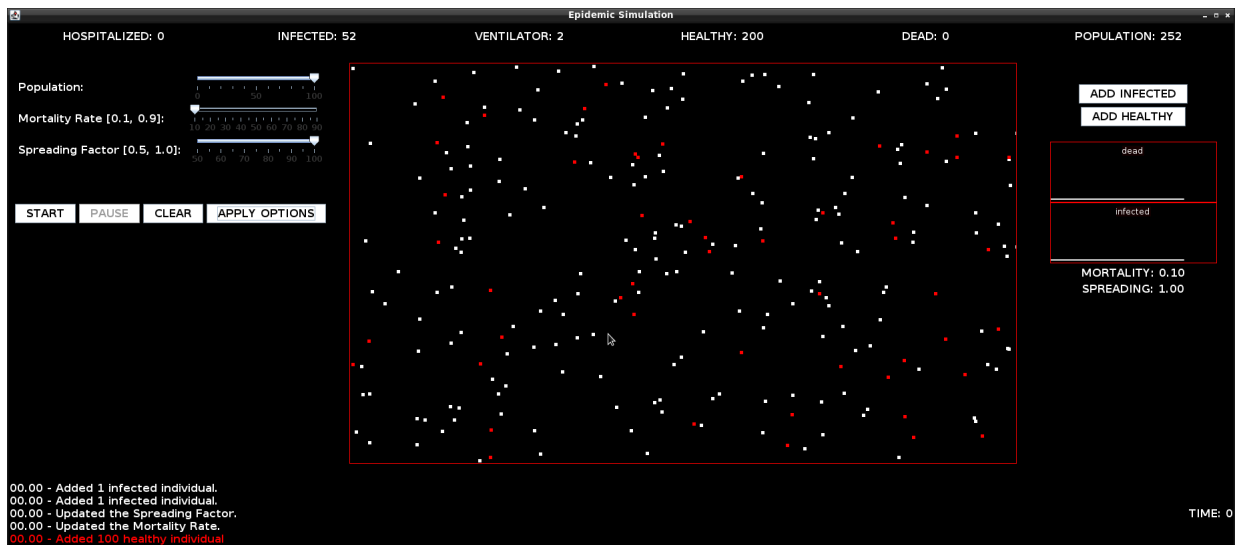 Epidemic Simulation
HOSPITALIZED: 0 INFECTED: 52 VENTILATOR: 2 HEALTHY: 200 DEAD: 0 POPULATION: 252
Population:
0 50 100
Mortality Rate [0.1, 0.9]:
10 20 30 40 50 60 70 80 90
Spreading Factor [0.5, 1.0]:
50 60 70 80 90 100
START PAUSE CLEAR APPLY OPTIONS
ADD INFECTED
ADD HEALTHY
dead
infected
MORTALITY: 0.10
SPREADING: 1.00
00.00 - Added 1 infected individual.
00.00 - Added 1 infected individual.
00.00 - Updated the Spreading Factor.
00.00 - Updated the Mortality Rate.
00.00 - Added 100 healthy individual
TIME: 0